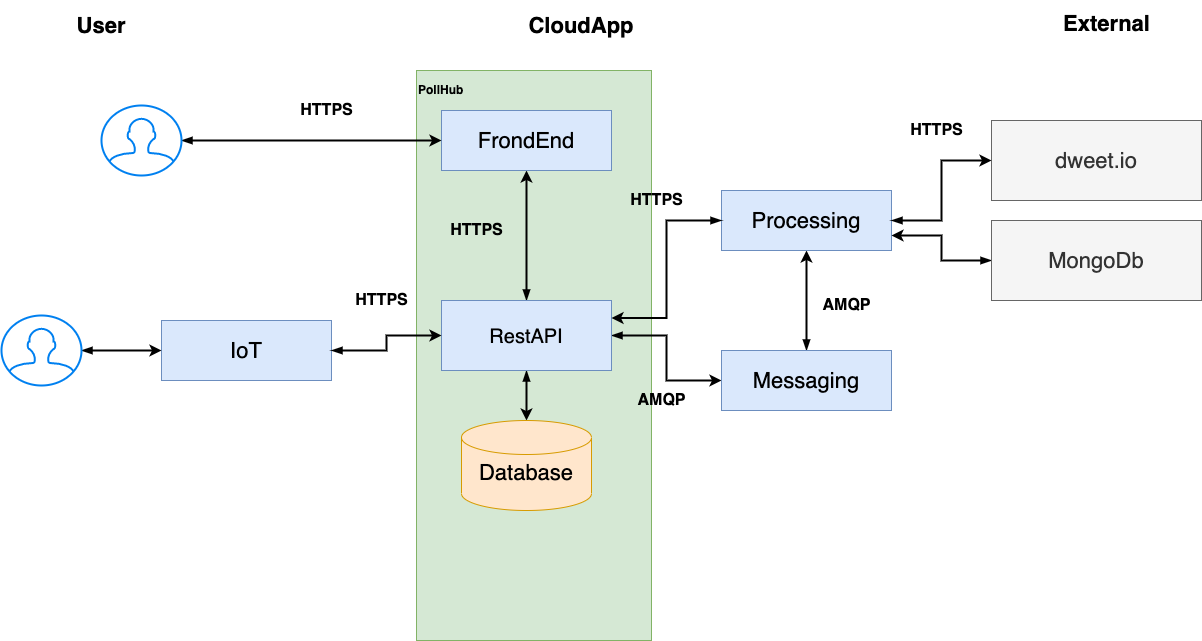 User
CloudApp
External
PollHub
HTTPS
FrondEnd
HTTPS
dweet.io
HTTPS
HTTPS
Processing
MongoDb
HTTPS
AMQP
IoT
RestAPI
Messaging
AMQP
Database